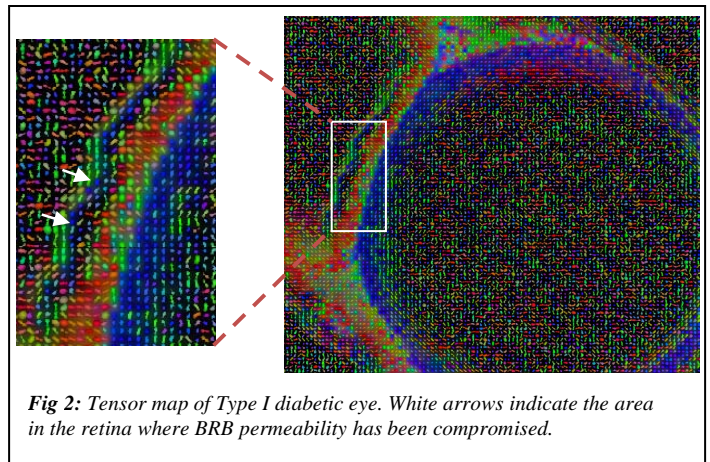 Fig 2: Tensor map of Type I diabetic eye. White arrows indicate the area
in the retina where BRB permeability has been compromised.